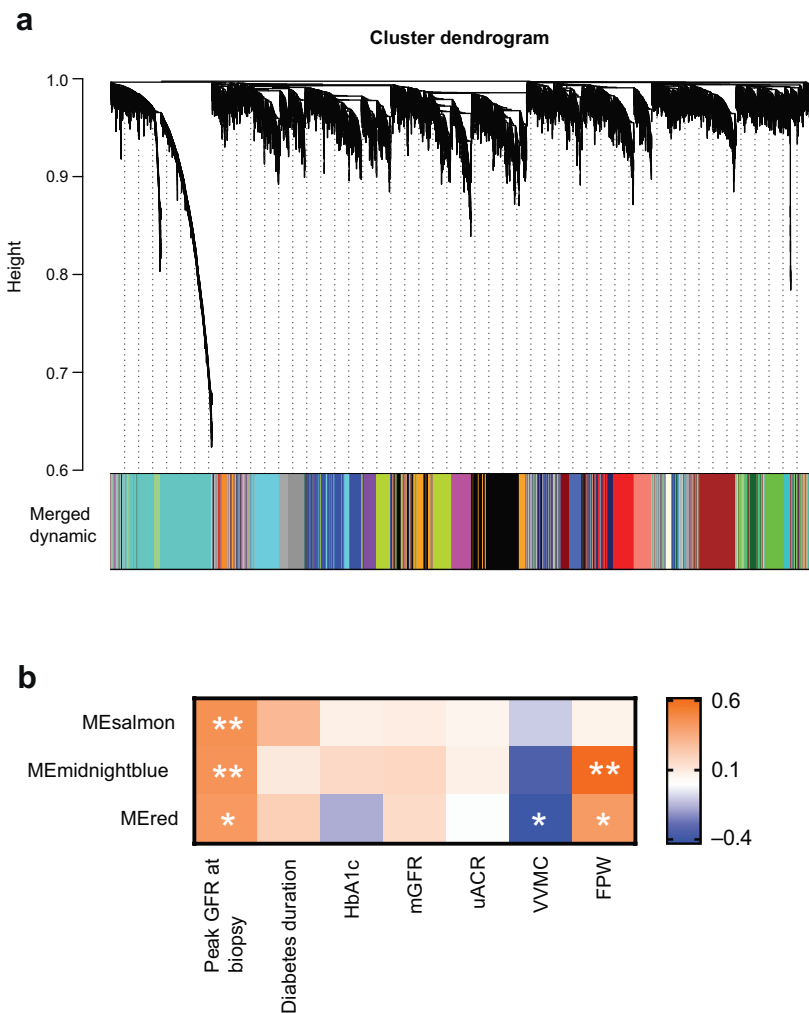 a
Cluster dendrogram
1.0
0.9
0.8
0.7
0.6
Height
Merged
dynamic
b
MEsalmon
**
MEmidnightblue
**
**
MEred
*
*
*
0.6
0.1
–0.4
Peak GFR at
biopsy
Diabetes duration
HbA1c
mGFR
uACR
VVMC
FPW